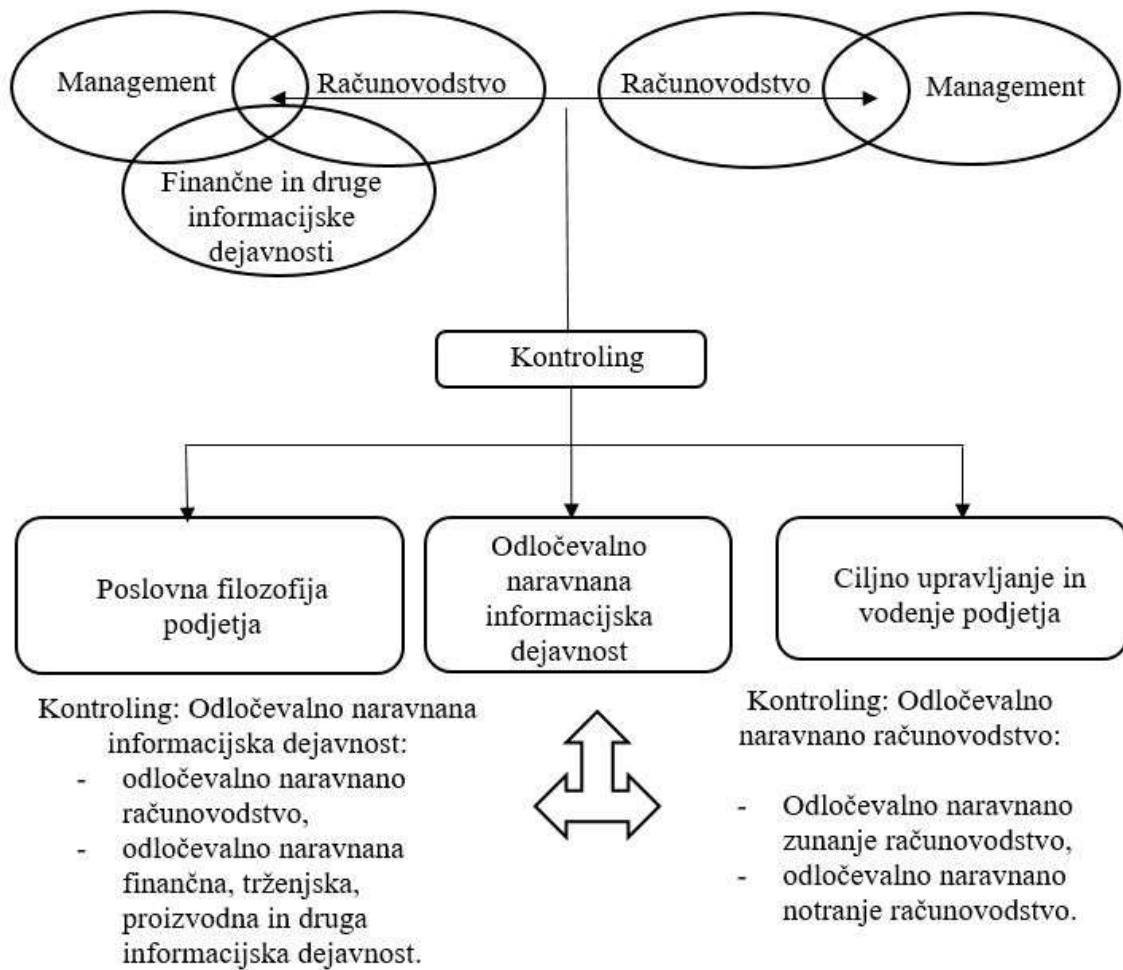 Management
Računovodstvo
Računovodstvo
Management
Finančne in druge
informacijske
dejavnosti
Kontroling
Poslovna filozofija
podjetja
Odločevalno
naravnana
informacijska
dejavnost
Ciljno upravljanje in
vodenje podjetja
Kontroling: Odločevalno naravnana
informacijska dejavnost:
- odločevalno naravnano
računovodstvo,
- odločevalno naravnana
finančna, trženjska,
proizvodna in druga
informacijska dejavnost.
Kontroling: Odločevalno
naravnano računovodstvo:
- Odločevalno naravnano
zunanje računovodstvo,
- odločevalno naravnano
notranje računovodstvo.